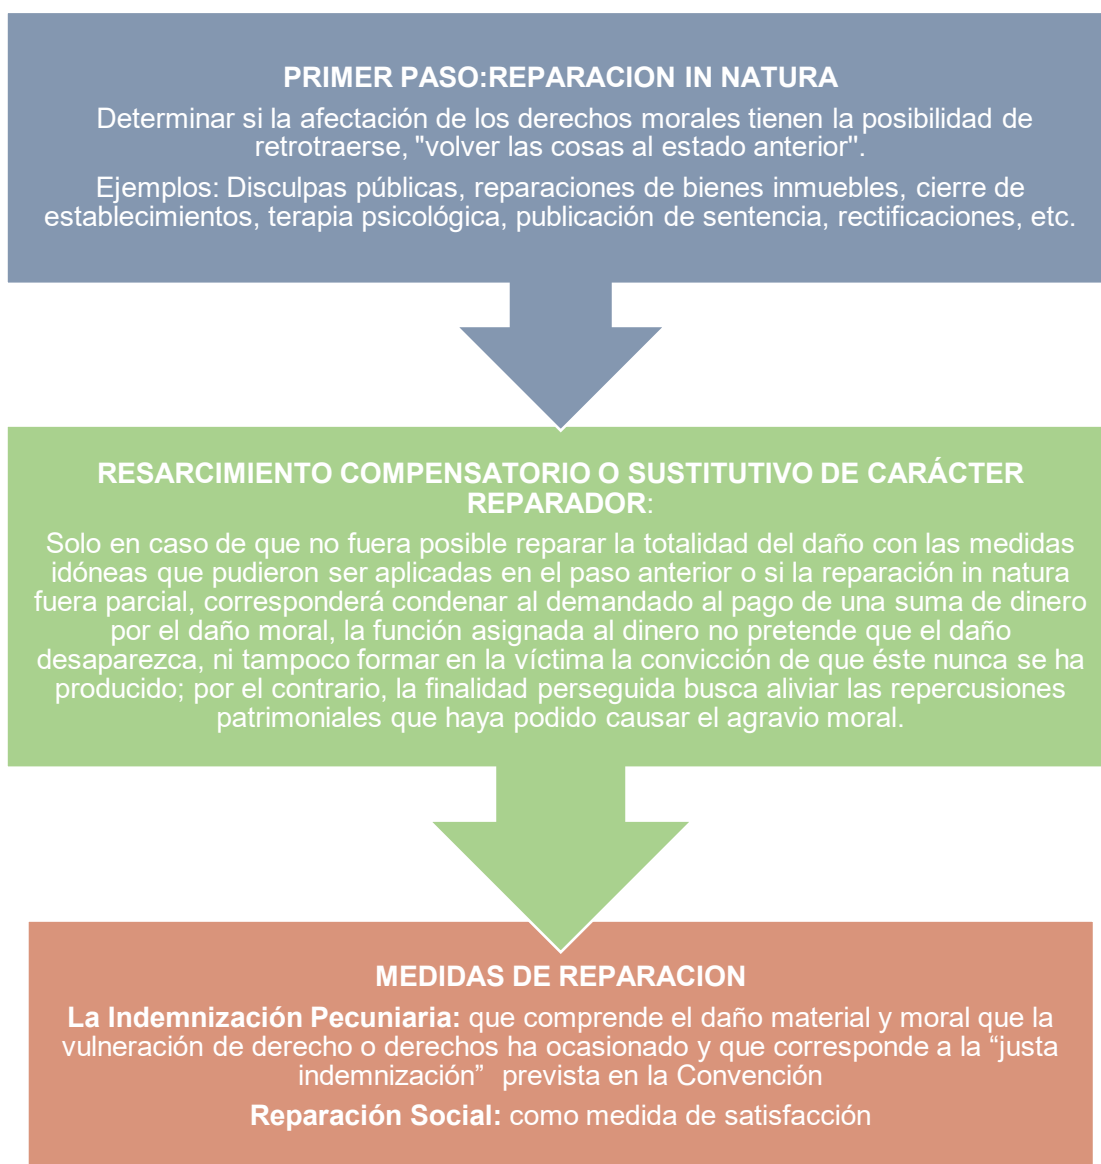 PRIMER PASO:REPARACION IN NATURA
Determinar si la afectación de los derechos morales tienen la posibilidad de
retrotraerse, "volver las cosas al estado anterior".
Ejemplos: Disculpas públicas, reparaciones de bienes inmuebles, cierre de
establecimientos, terapia psicológica, publicación de sentencia, rectificaciones, etc.
RESARCIMIENTO COMPENSATORIO O SUSTITUTIVO DE CARÁCTER
REPARADOR:
Solo en caso de que no fuera posible reparar la totalidad del daño con las medidas
idóneas que pudieron ser aplicadas en el paso anterior o si la reparación in natura
fuera parcial, corresponderá condenar al demandado al pago de una suma de dinero
por el daño moral, la función asignada al dinero no pretende que el daño
desaparezca, ni tampoco formar en la víctima la convicción de que éste nunca se ha
producido; por el contrario, la finalidad perseguida busca aliviar las repercusiones
patrimoniales que haya podido causar el agravio moral.
MEDIDAS DE REPARACION
La Indemnización Pecuniaria: que comprende el daño material y moral que la
vulneración de derecho o derechos ha ocasionado y que corresponde a la “justa
indemnización”  prevista en la Convención
Reparación Social: como medida de satisfacción